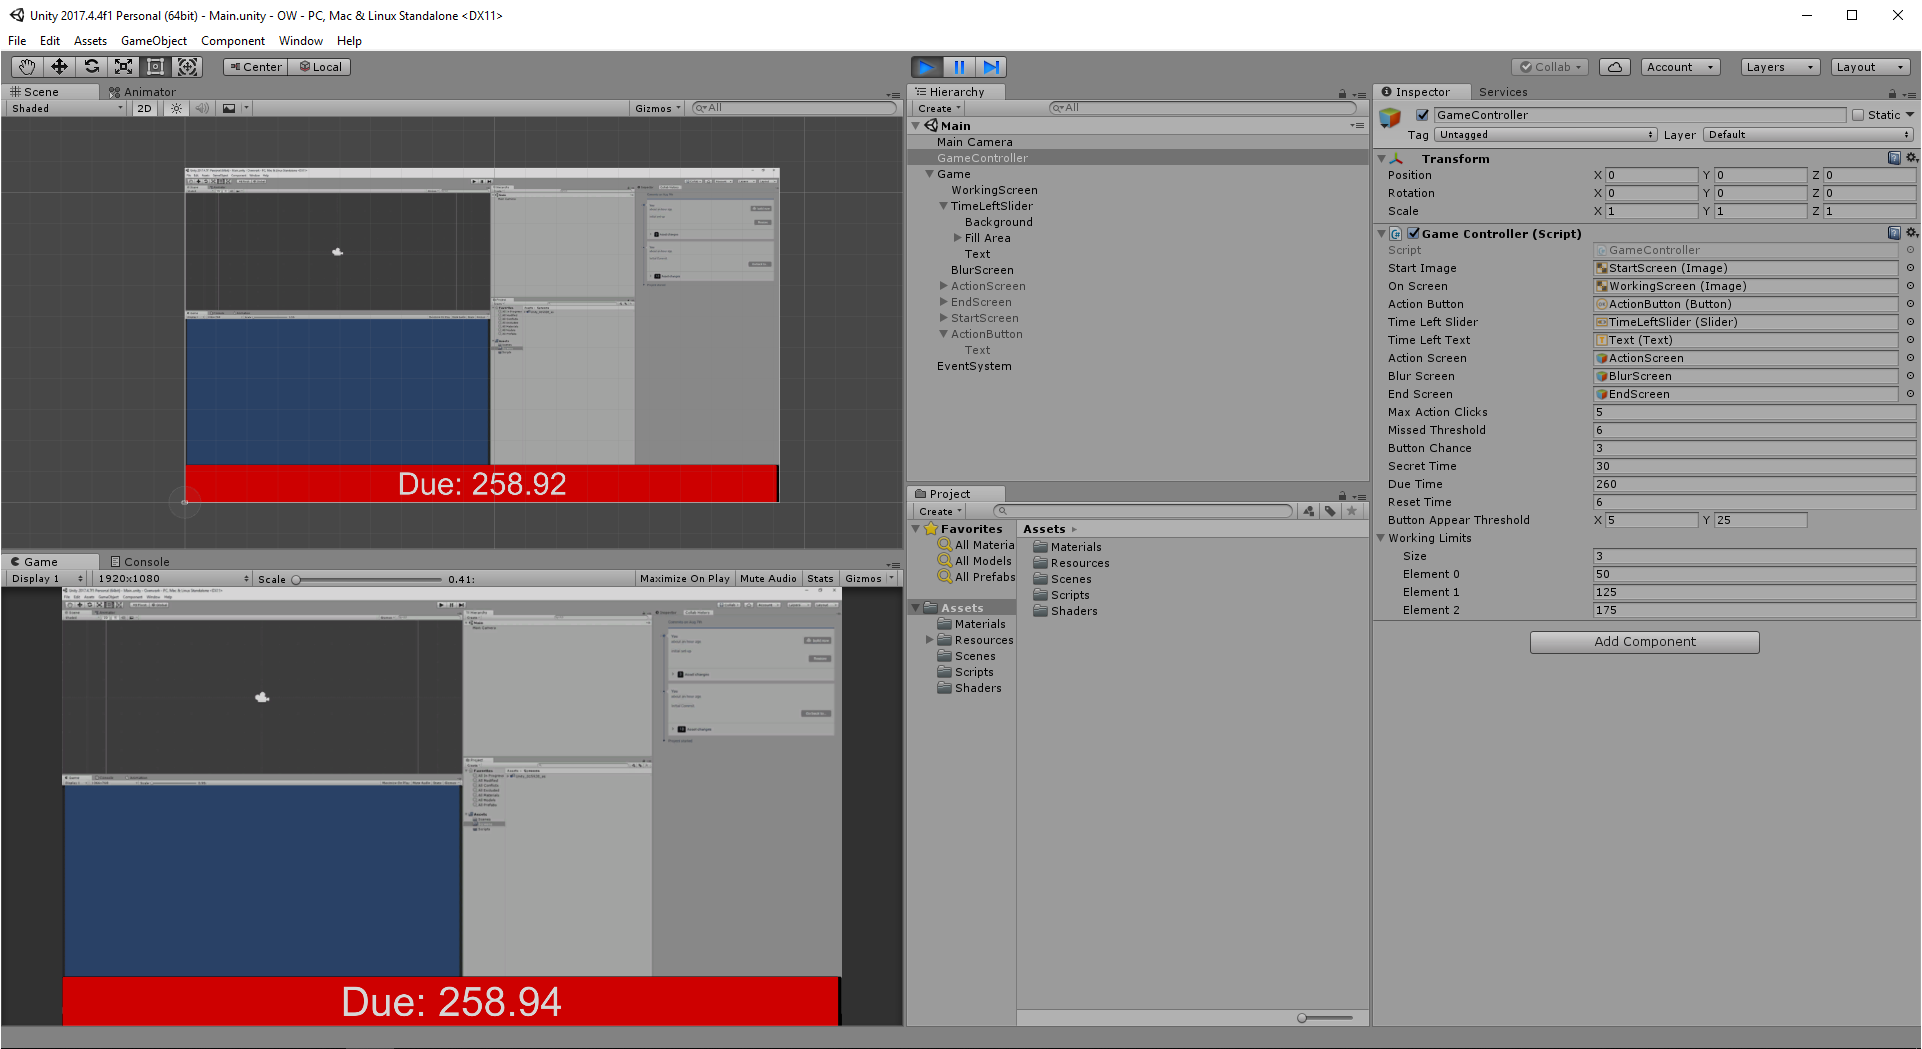 Unity 2017.4.4f1 Personal (64bit) - Main.unity - OW - PC, Mac & Linux Standalone <DX11>
File Edit Assets GameObject Component Window Help
Center Local
Collab Account Layers Layout
Scene Animator
Shaded 2D Gizmos All
Due: 258.92
Game Console
Display 1 1920x1080 Scale 0.41: Maximize On Play Mute Audio Stats Gizmos
Due: 258.94
Hierarchy
Create All
Main
Main Camera
GameController
Game
WorkingScreen
TimeLeftSlider
Background
Fill Area
Text
BlurScreen
ActionScreen
EndScreen
StartScreen
ActionButton
Text
EventSystem
Project
Create
Favorites
All Materia
All Models
All Prefabs
Assets
Materials
Resources
Scenes
Scripts
Shaders
Assets
Materials
Resources
Scenes
Scripts
Shaders
Inspector Services
GameController Static
Tag Untagged Layer Default
Transform
Position X 0 Y 0 Z 0
Rotation X 0 Y 0 Z 0
Scale X 1 Y 1 Z 1
Game Controller (Script)
Script GameController
Start Image StartScreen (Image)
On Screen WorkingScreen (Image)
Action Button ActionButton (Button)
Time Left Slider TimeLeftSlider (Slider)
Time Left Text Text (Text)
Action Screen ActionScreen
Blur Screen BlurScreen
End Screen EndScreen
Max Action Clicks 5
Missed Threshold 6
Button Chance 3
Secret Time 30
Due Time 260
Reset Time 6
Button Appear Threshold X 5 Y 25
Working Limits
Size 3
Element 0 50
Element 1 125
Element 2 175
Add Component